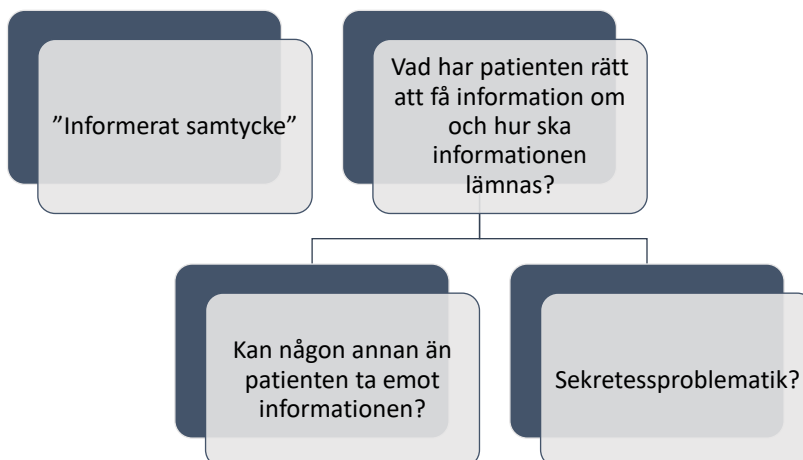 ”Informerat samtycke”
Vad har patienten rätt
att få information om
och hur ska
informationen
lämnas?
Kan någon annan än
patienten ta emot
informationen?
Sekretessproblematik?